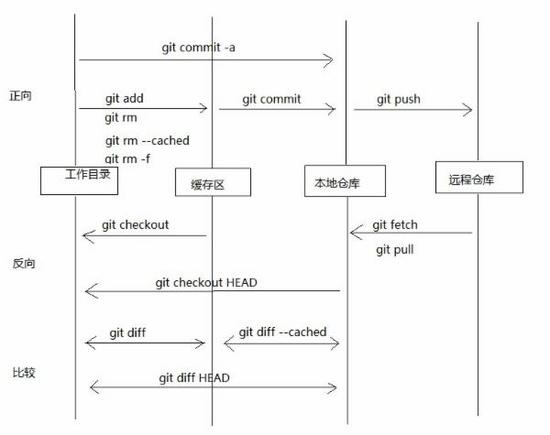 git commit -a
正向
git add
git commit
git push
git rm
git rm --cached
git rm -f
工作目录
缓存区
本地仓库
远程仓库
git checkout
git fetch
git pull
反向
git checkout HEAD
git diff
git diff --cached
比较
git diff HEAD